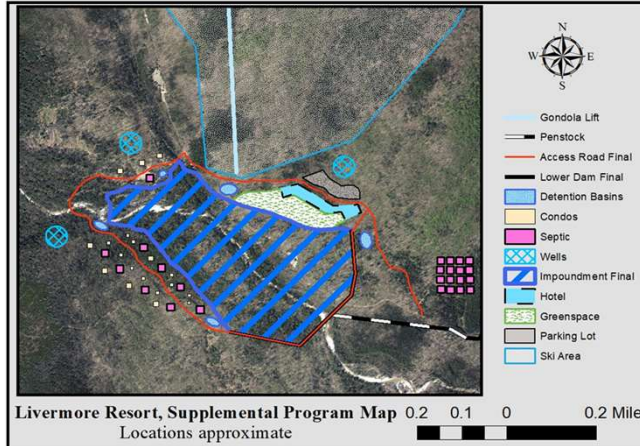 N
W E
S
Gondola Lift
Penstock
Access Road Final
Lower Dam Final
Detention Basins
Condos
Septic
Wells
Impoundment Final
Hotel
Greenspace
Parking Lot
Ski Area
Livermore Resort, Supplemental Program Map
Locations approximate
0.2 0.1 0 0.2 Mile